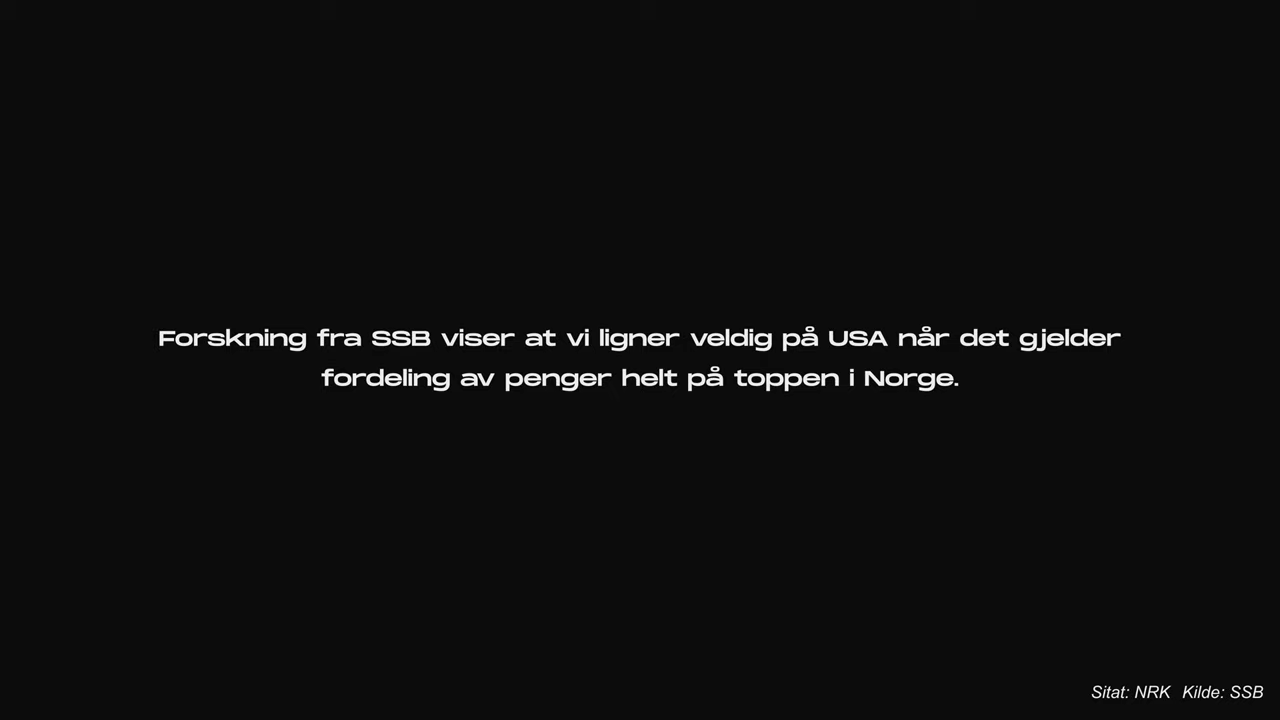 Forskning fra SSB viser at vi ligner veldig på USA når det gjelder
fordeling av penger helt på toppen i Norge.
Sitat: NRK Kilde: SSB